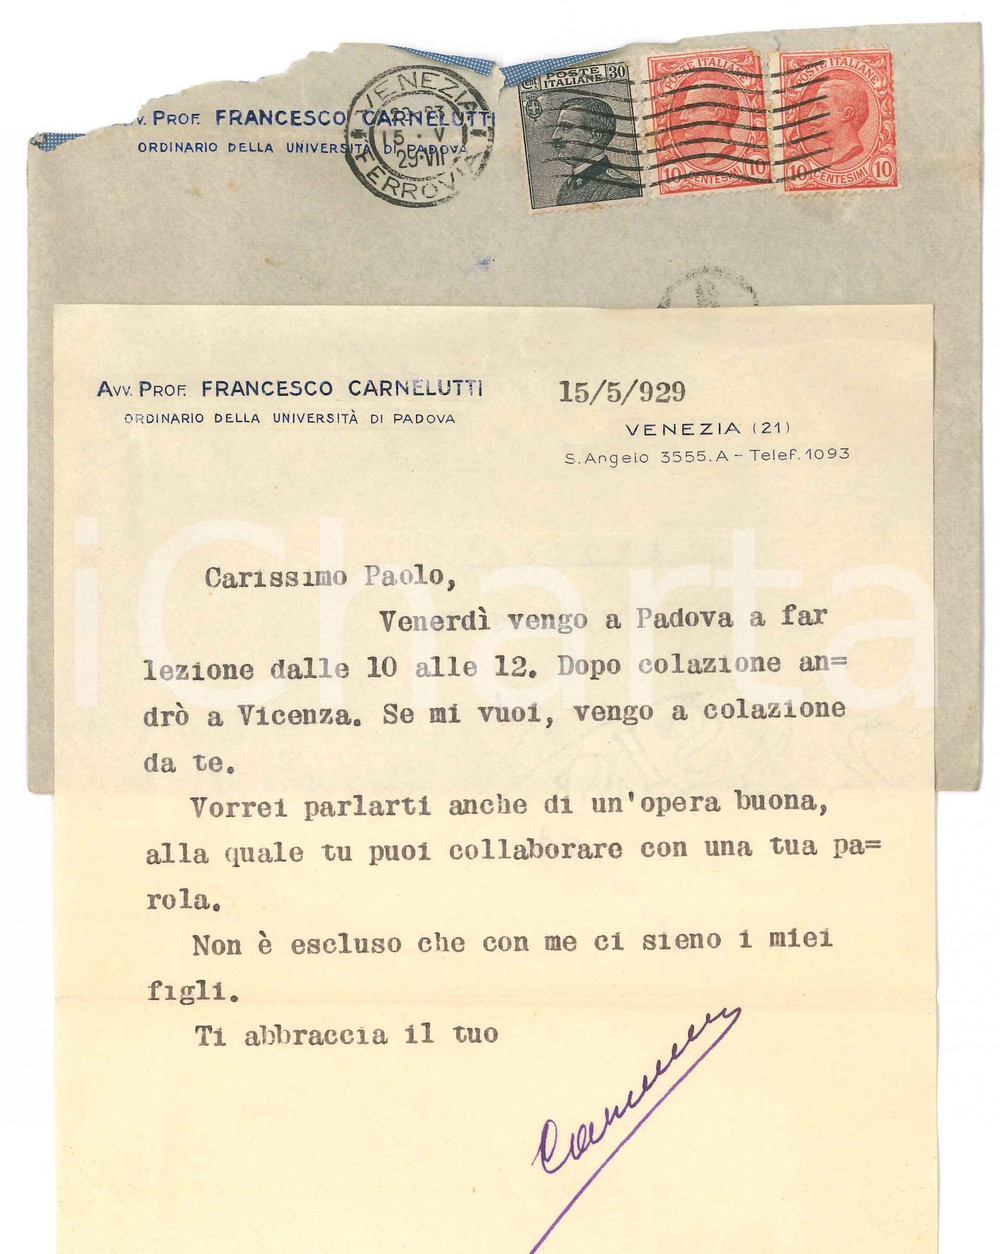 Avv. Prof. FRANCESCO CARNELUTTI
ORDINARIO DELLA UNIVERSITÀ DI PADOVA
VENEZIA
15·V
29·VII
FERROVIA
POSTE ITALIANE 30
POSTE ITALIANE
10 CENTESIMI 10
POSTE ITALIANE
10 CENTESIMI 10
Avv. Prof. FRANCESCO CARNELUTTI
ORDINARIO DELLA UNIVERSITÀ DI PADOVA
15/5/929
VENEZIA (21)
S. Angelo 3555.A - Telef. 1093
iCharta
Carissimo Paolo,
Venerdì vengo a Padova a far
lezione dalle 10 alle 12. Dopo colazione an=
drò a Vicenza. Se mi vuoi, vengo a colazione
da te.
Vorrei parlarti anche di un'opera buona,
alla quale tu puoi collaborare con una tua pa=
rola.
Non è escluso che con me ci sieno i miei
figli.
Ti abbraccia il tuo